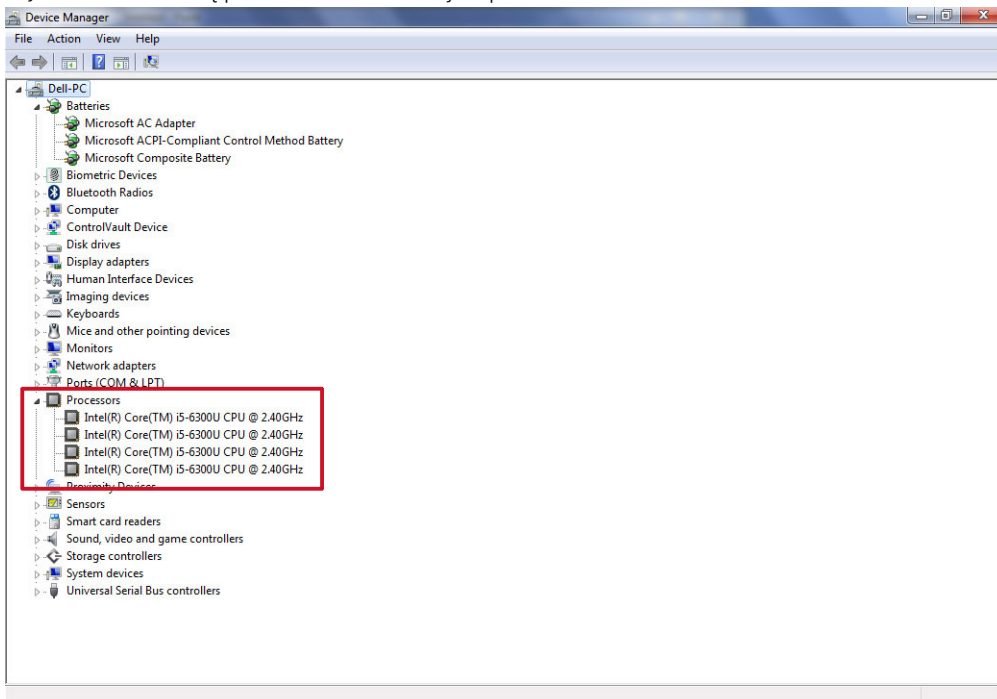 Device Manager
File Action View Help
Dell-PC
Batteries
Microsoft AC Adapter
Microsoft ACPI-Compliant Control Method Battery
Microsoft Composite Battery
Biometric Devices
Bluetooth Radios
Computer
ControlVault Device
Disk drives
Display adapters
Human Interface Devices
Imaging devices
Keyboards
Mice and other pointing devices
Monitors
Network adapters
Ports (COM & LPT)
Processors
Intel(R) Core(TM) i5-6300U CPU @ 2.40GHz
Intel(R) Core(TM) i5-6300U CPU @ 2.40GHz
Intel(R) Core(TM) i5-6300U CPU @ 2.40GHz
Intel(R) Core(TM) i5-6300U CPU @ 2.40GHz
Proximity Devices
Sensors
Smart card readers
Sound, video and game controllers
Storage controllers
System devices
Universal Serial Bus controllers